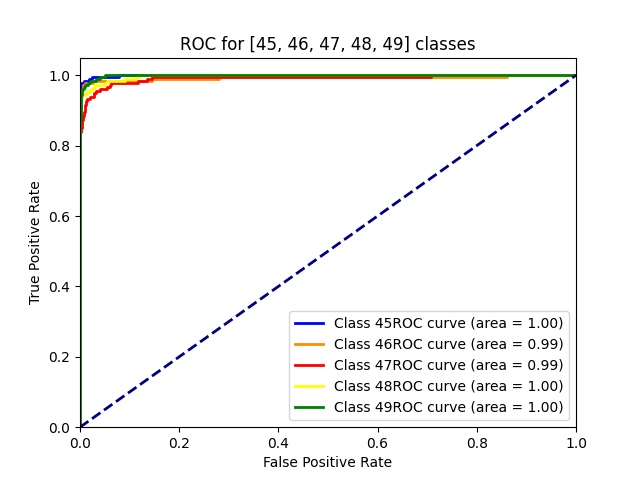 ROC for [45, 46, 47, 48, 49] classes
True Positive Rate
1.0
0.8
0.6
0.4
0.2
0.0
Class 45ROC curve (area = 1.00)
Class 46ROC curve (area = 0.99)
Class 47ROC curve (area = 0.99)
Class 48ROC curve (area = 1.00)
Class 49ROC curve (area = 1.00)
0.0 0.2 0.4 0.6 0.8 1.0
False Positive Rate